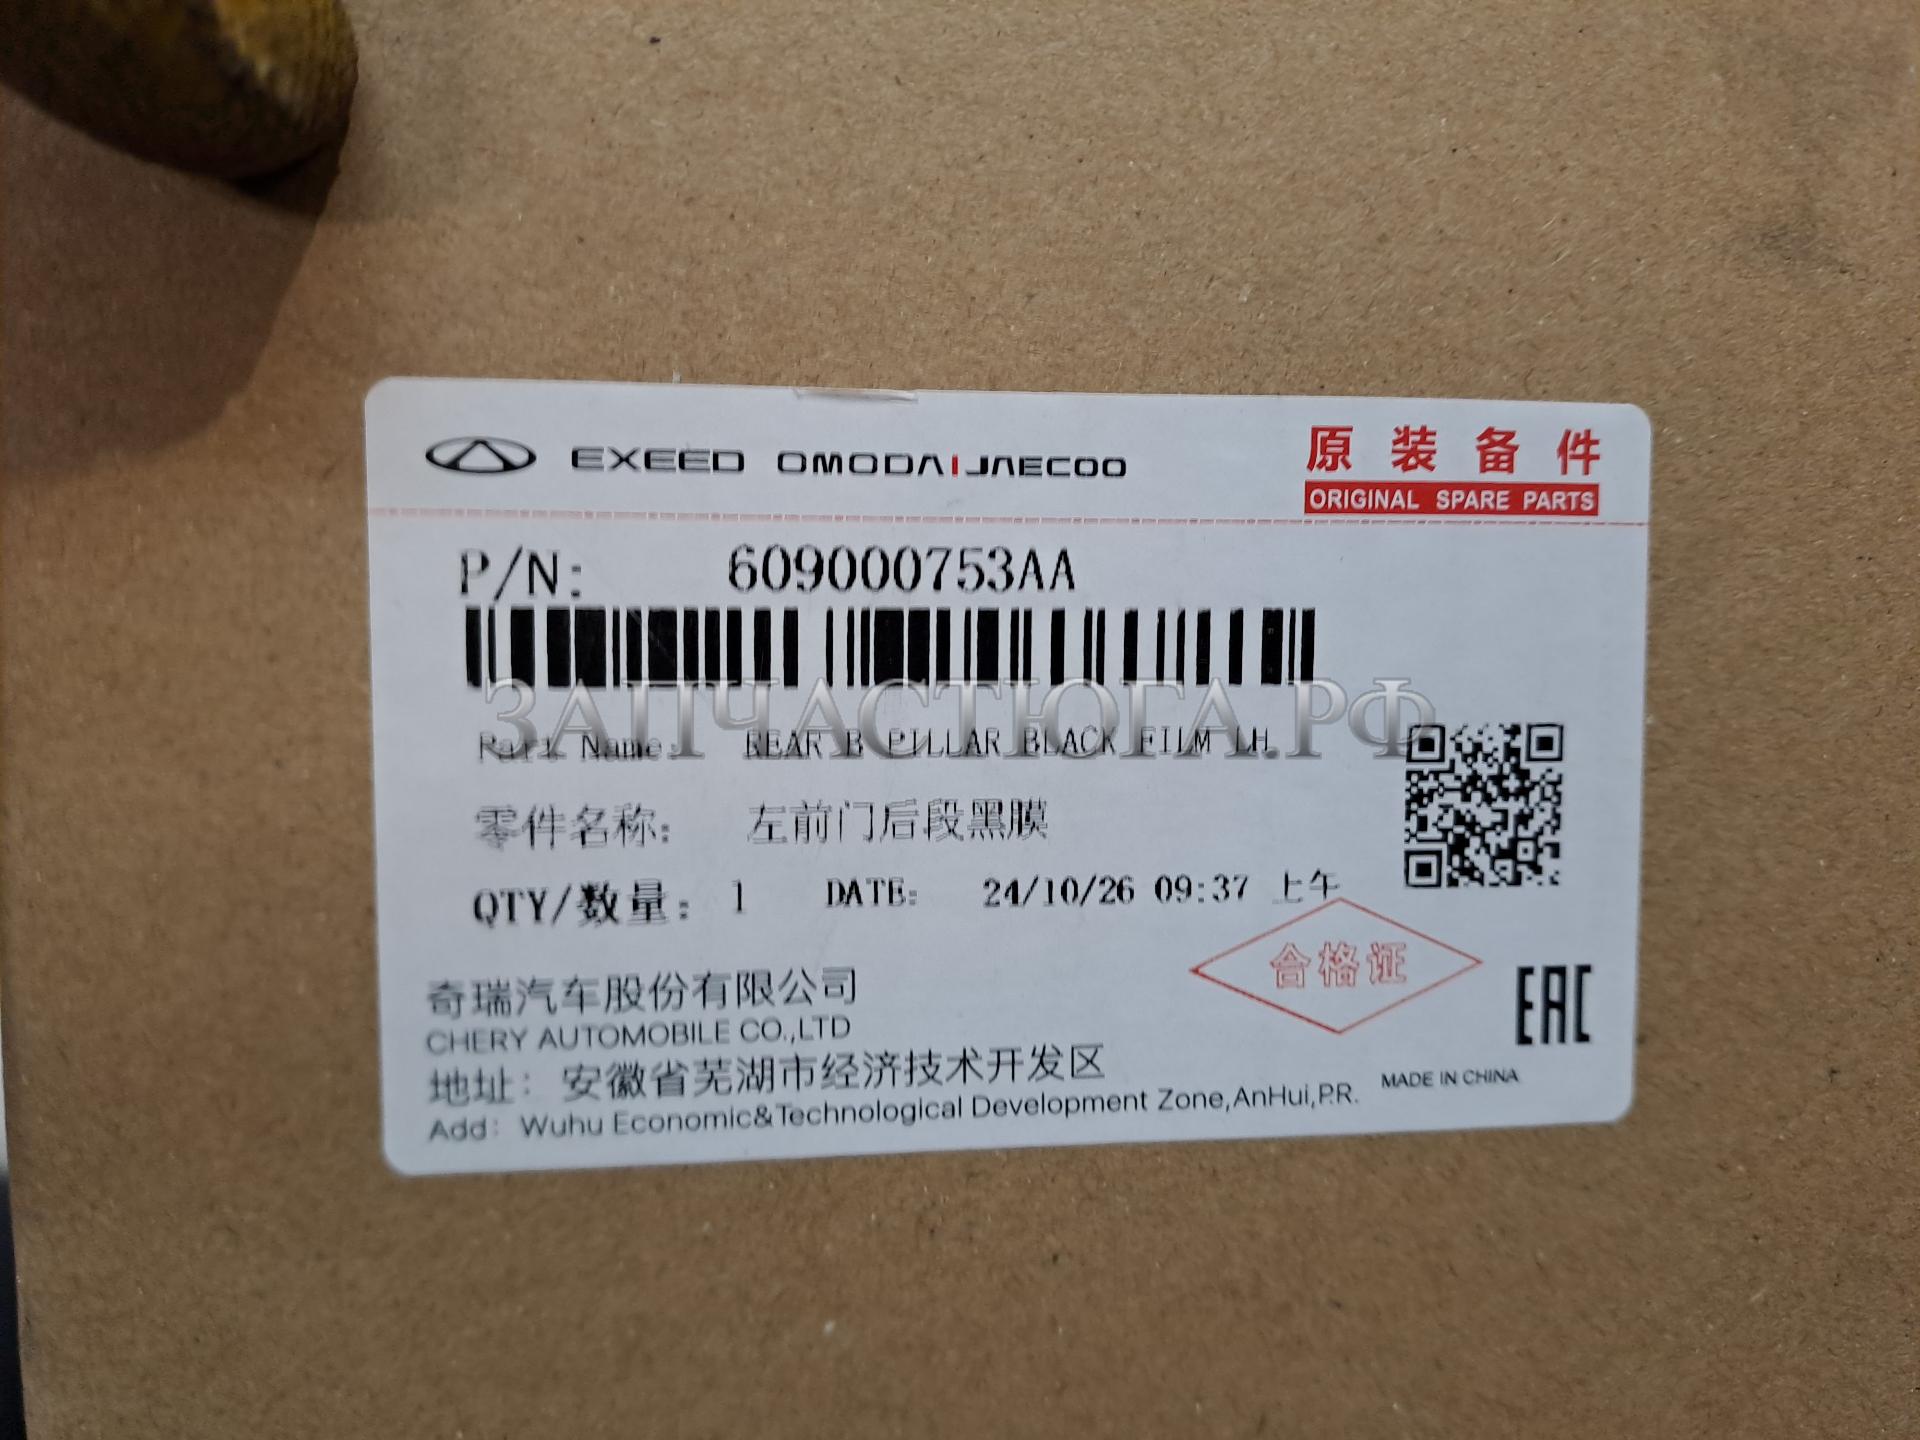 EXEED OMODA|JAECOO
原装备件
ORIGINAL SPARE PARTS
P/N: 609000753AA
ЗАПЧАСТЮГА.РФ
Part Name: REAR B PILLAR BLACK FILM LH
零件名称: 左前门后段黑膜
QTY/数量: 1 DATE: 24/10/26 09:37 上午
合格证
奇瑞汽车股份有限公司
CHERY AUTOMOBILE CO.,LTD
EAC
地址: 安徽省芜湖市经济技术开发区
MADE IN CHINA
Add: Wuhu Economic&Technological Development Zone,AnHui,P.R.